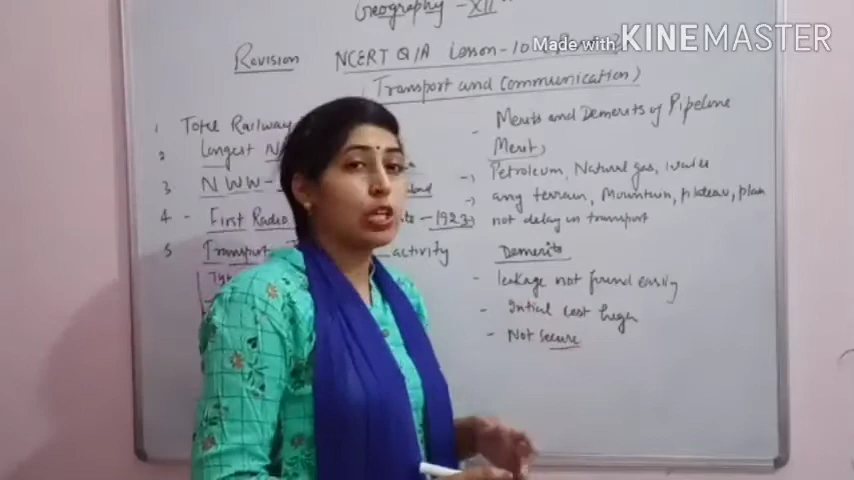 Geography - XII
Revision NCERT Q/A Lesson - 10
Made with KINEMASTER
(Transport and Communication)
1 Total Railway
2 Longest N
3 NWW -
4 - First Radio - 1923
5 Transport activity
Ty
- Merits and Demerits of Pipeline
Merits
-> Petroleum, Natural gas, water
-> any terrain, Mountain, plateau, plain
not delay in transport
Demerits
- leakage not found easily
- Intial cost high
- Not secure